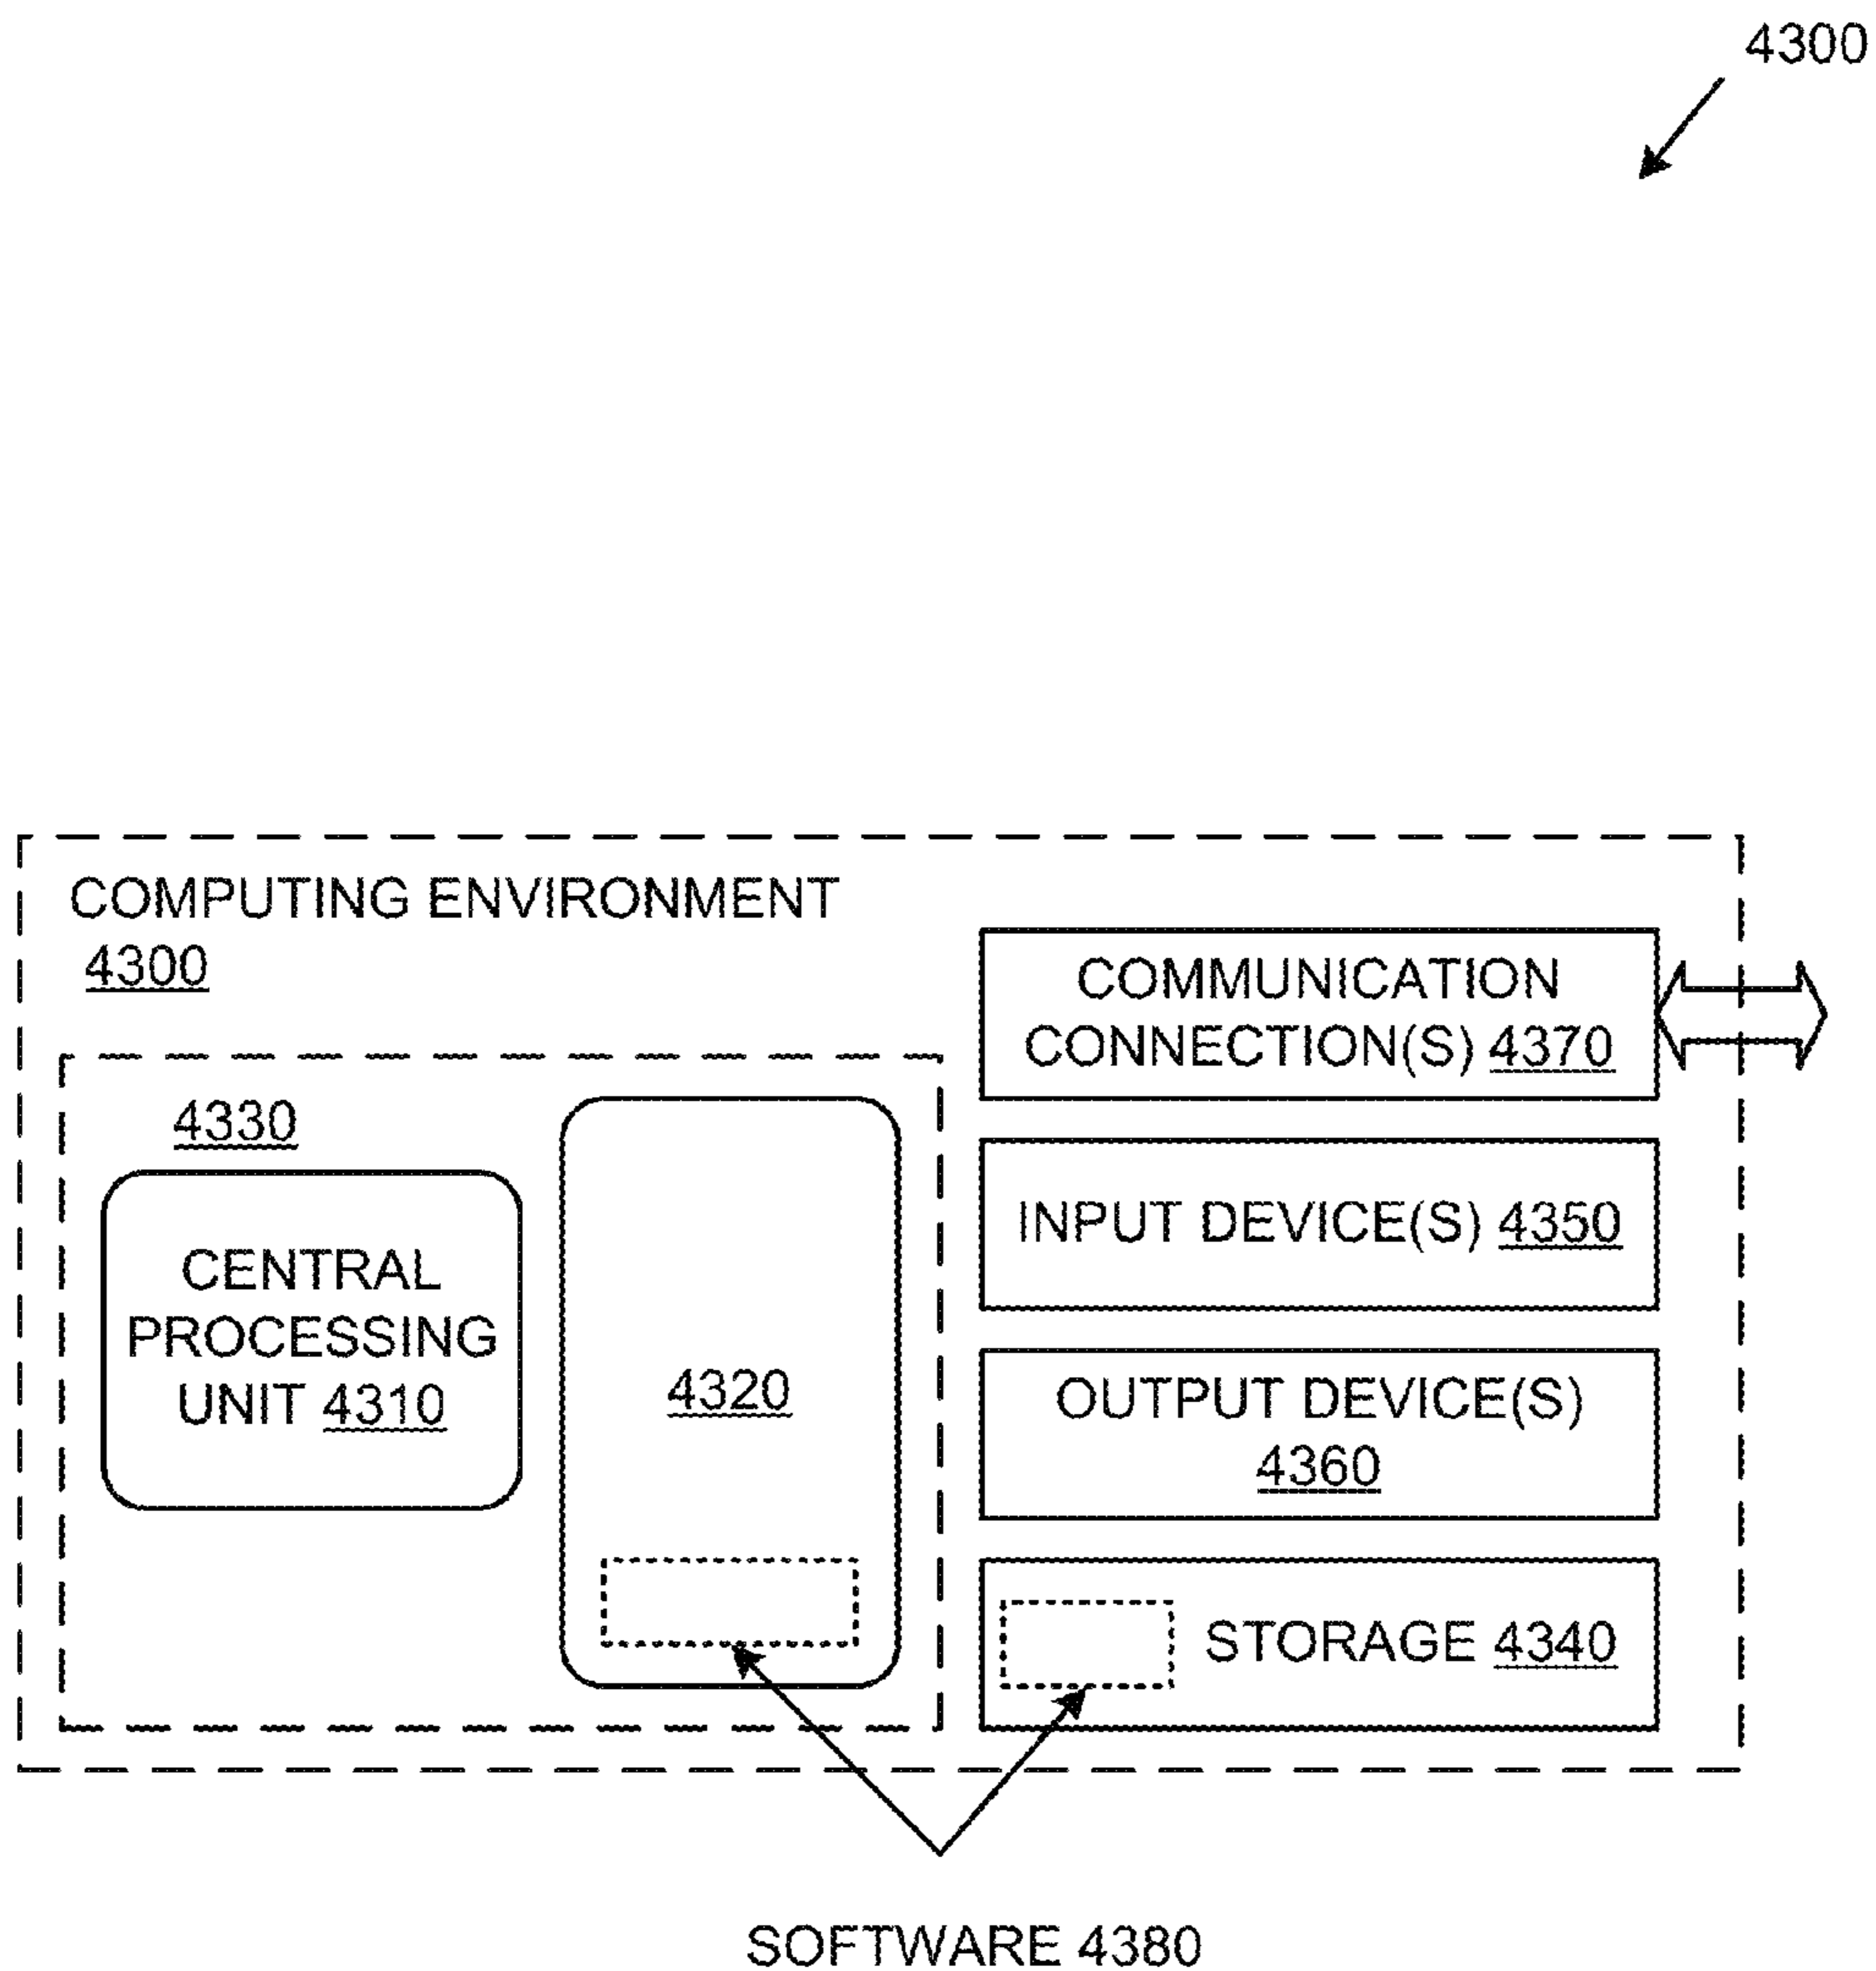 4300
COMPUTING ENVIRONMENT
4300
COMMUNICATION
CONNECTION(S) 4370
4330
CENTRAL
PROCESSING
UNIT 4310
4320
INPUT DEVICE(S) 4350
OUTPUT DEVICE(S)
4360
STORAGE 4340
SOFTWARE 4380